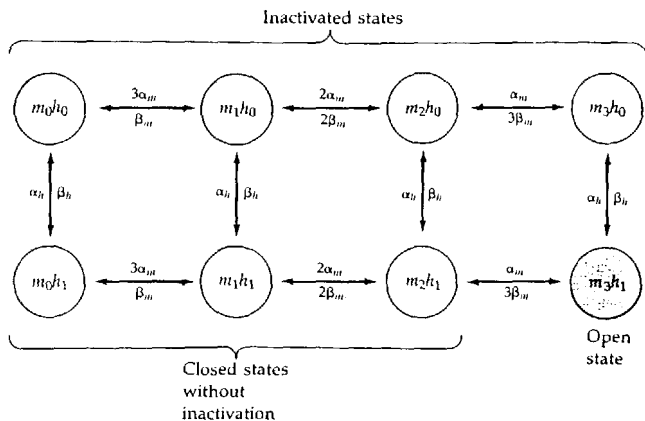 Inactivated states
3αₘ 2αₘ αₘ
m₀h₀ m₁h₀ m₂h₀ m₃h₀
βₘ 2βₘ 3βₘ
αₕ βₕ αₕ βₕ αₕ βₕ αₕ βₕ
3αₘ 2αₘ αₘ
m₀h₁ m₁h₁ m₂h₁ m₃h₁
βₘ 2βₘ 3βₘ
Open
state
Closed states
without
inactivation